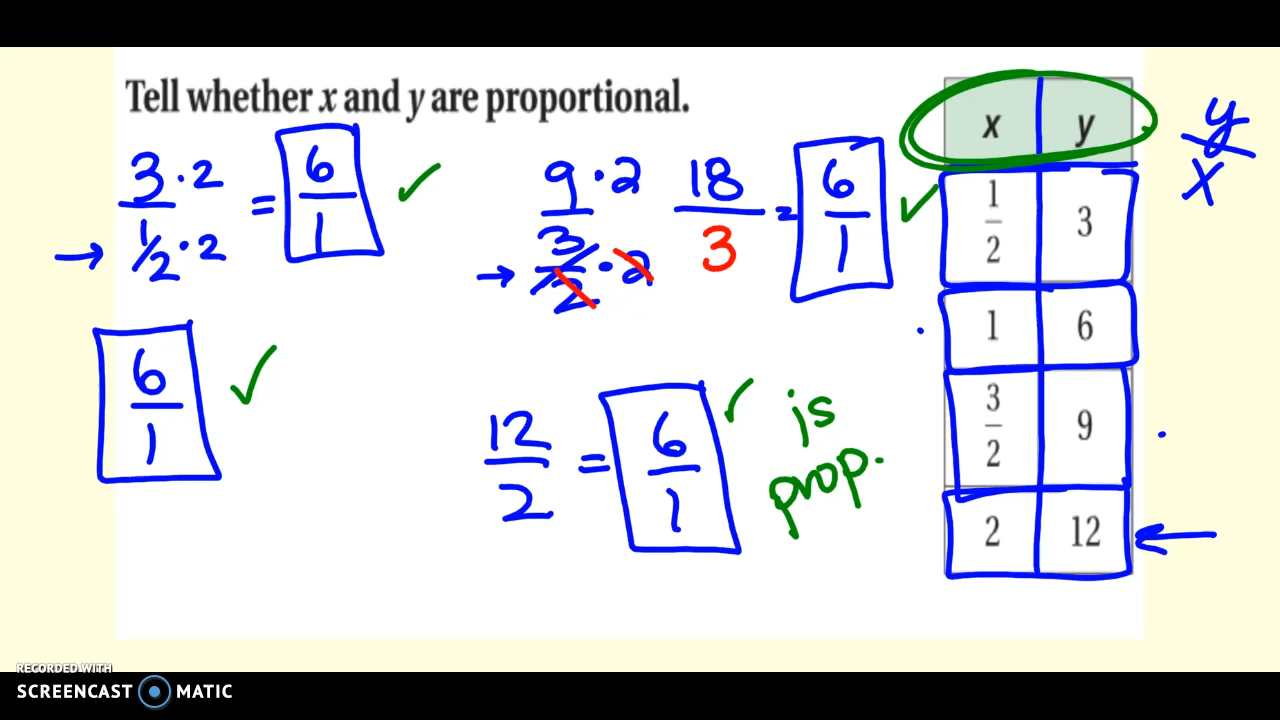 Tell whether x and y are proportional.
3 · 2 / 1/2 · 2 = 6/1 ✓
→
9 · 2 / 3/2 · 2
→
18/3 = 6/1 ✓
6/1 ✓
12/2 = 6/1 ✓
is
prop.
x y
1/2 3
1 6
3/2 9
2 12
←
y/x
RECORDED WITH
SCREENCAST MATIC